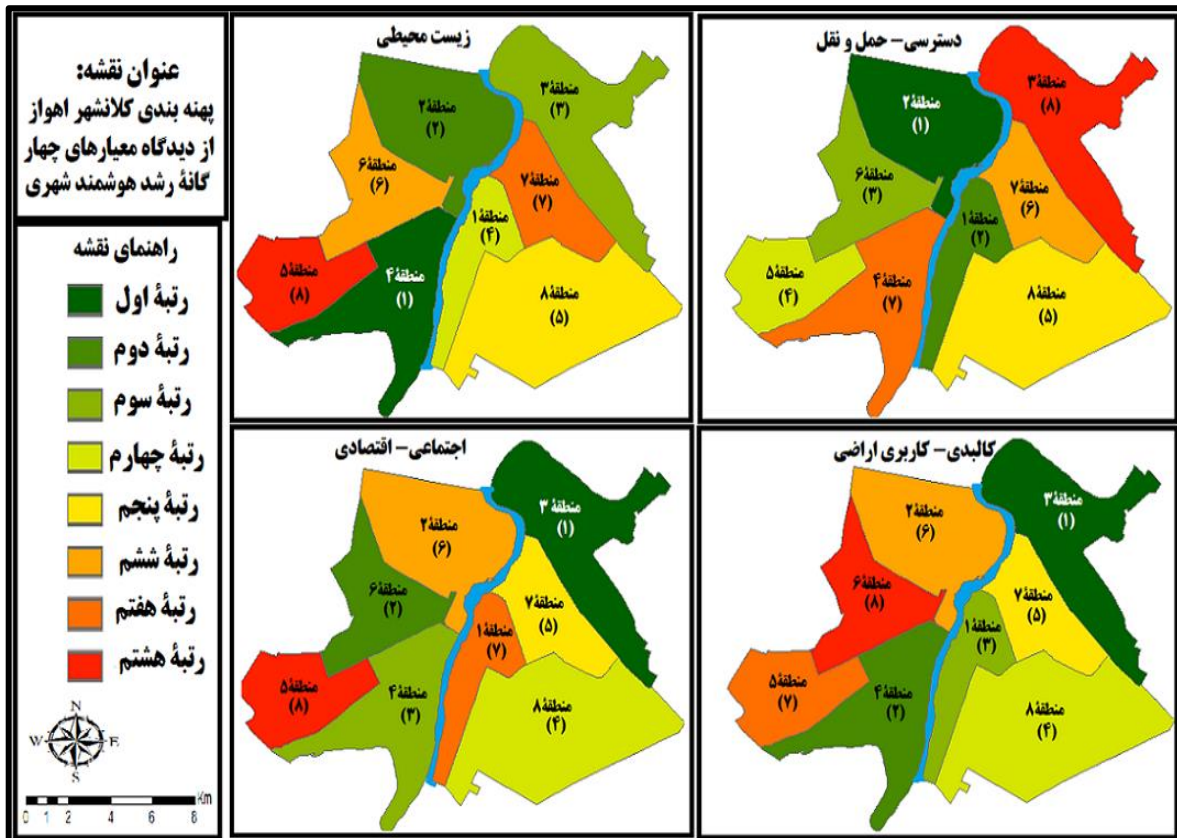 عنوان نقشه:
پهنه بندی کلانشهر اهواز
از دیدگاه معیارهای چهار
گانهٔ رشد هوشمند شهری
راهنمای نقشه
رتبهٔ اول
رتبهٔ دوم
رتبهٔ سوم
رتبهٔ چهارم
رتبهٔ پنجم
رتبهٔ ششم
رتبهٔ هفتم
رتبهٔ هشتم
N
W E
S
Km
0 1 2 4 6 8
زیست محیطی
منطقهٔ ۳
(۳)
منطقهٔ ۲
(۲)
منطقهٔ ۶
(۶)
منطقهٔ ۷
(۷)
منطقهٔ ۱
(۴)
منطقهٔ ۵
(۸)
منطقهٔ ۴
(۱)
منطقهٔ ۸
(۵)
دسترسی- حمل و نقل
منطقهٔ ۳
(۸)
منطقهٔ ۲
(۱)
منطقهٔ ۶
(۳)
منطقهٔ ۷
(۶)
منطقهٔ ۱
(۲)
منطقهٔ ۵
(۴)
منطقهٔ ۴
(۷)
منطقهٔ ۸
(۵)
اجتماعی- اقتصادی
منطقهٔ ۳
(۱)
منطقهٔ ۲
(۶)
منطقهٔ ۶
(۲)
منطقهٔ ۷
(۵)
منطقهٔ ۱
(۷)
منطقهٔ ۵
(۸)
منطقهٔ ۴
(۳)
منطقهٔ ۸
(۴)
کالبدی- کاربری اراضی
منطقهٔ ۳
(۱)
منطقهٔ ۲
(۶)
منطقهٔ ۶
(۸)
منطقهٔ ۷
(۵)
منطقهٔ ۱
(۳)
منطقهٔ ۵
(۷)
منطقهٔ ۴
(۲)
منطقهٔ ۸
(۴)